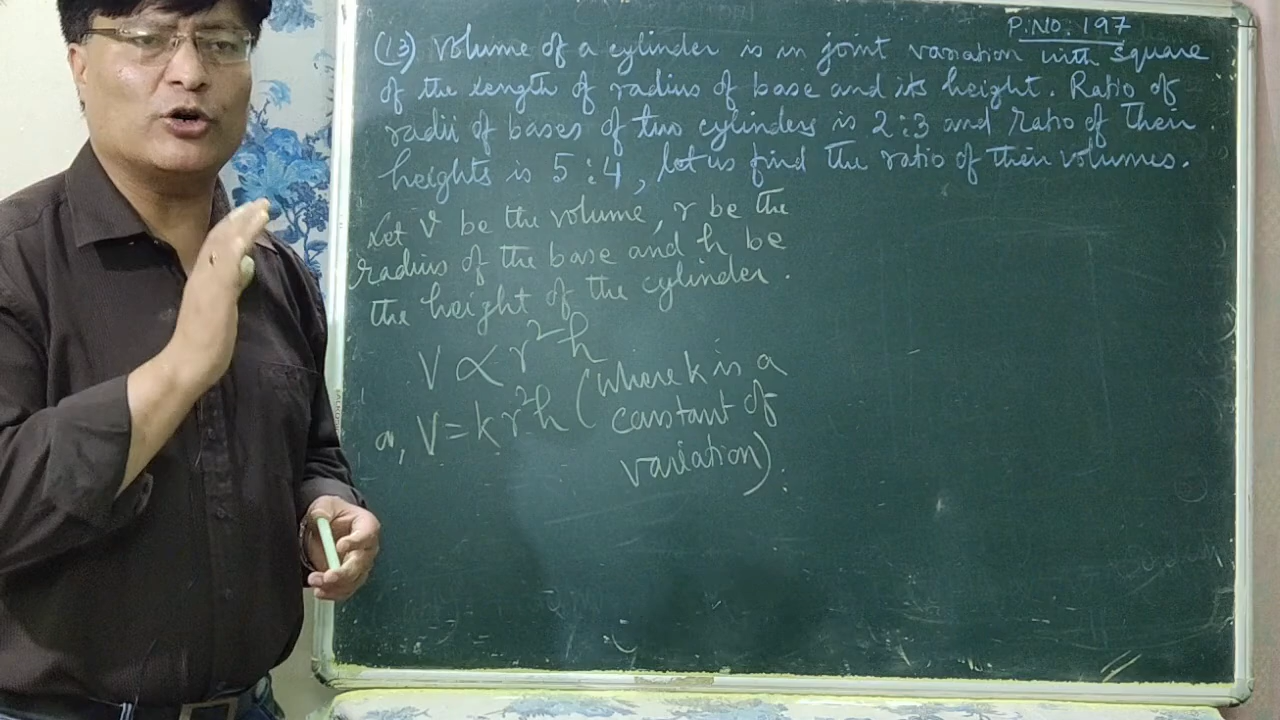 P.NO. 197
(13) Volume of a cylinder is in joint variation with square
of the length of radius of base and its height. Ratio of
radii of bases of two cylinders is 2:3 and ratio of their
heights is 5:4, let us find the ratio of their volumes.
Let V be the volume, r be the
radius of the base and h be
the height of the cylinder.
V ∝ r²h
or, V = kr²h (where k is a
constant of
variation).